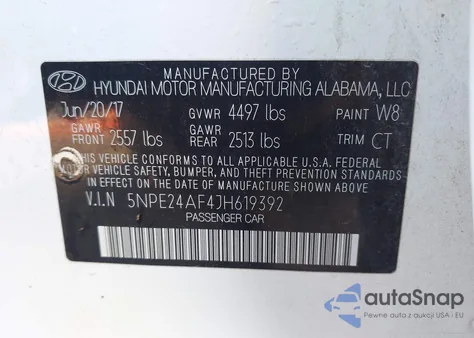 MANUFACTURED BY
HYUNDAI MOTOR MANUFACTURING ALABAMA, LLC
Jun/20/17 GVWR 4497 lbs PAINT W8
GAWR FRONT 2557 lbs GAWR REAR 2513 lbs TRIM CT
THIS VEHICLE CONFORMS TO ALL APPLICABLE U.S.A. FEDERAL
VEHICLE SAFETY, BUMPER, AND THEFT PREVENTION STANDARDS
IN EFFECT ON THE DATE OF MANUFACTURE SHOWN ABOVE.
V.I.N 5NPE24AF4JH619392
PASSENGER CAR
autoSnap
Pewne auta z aukcji USA i EU